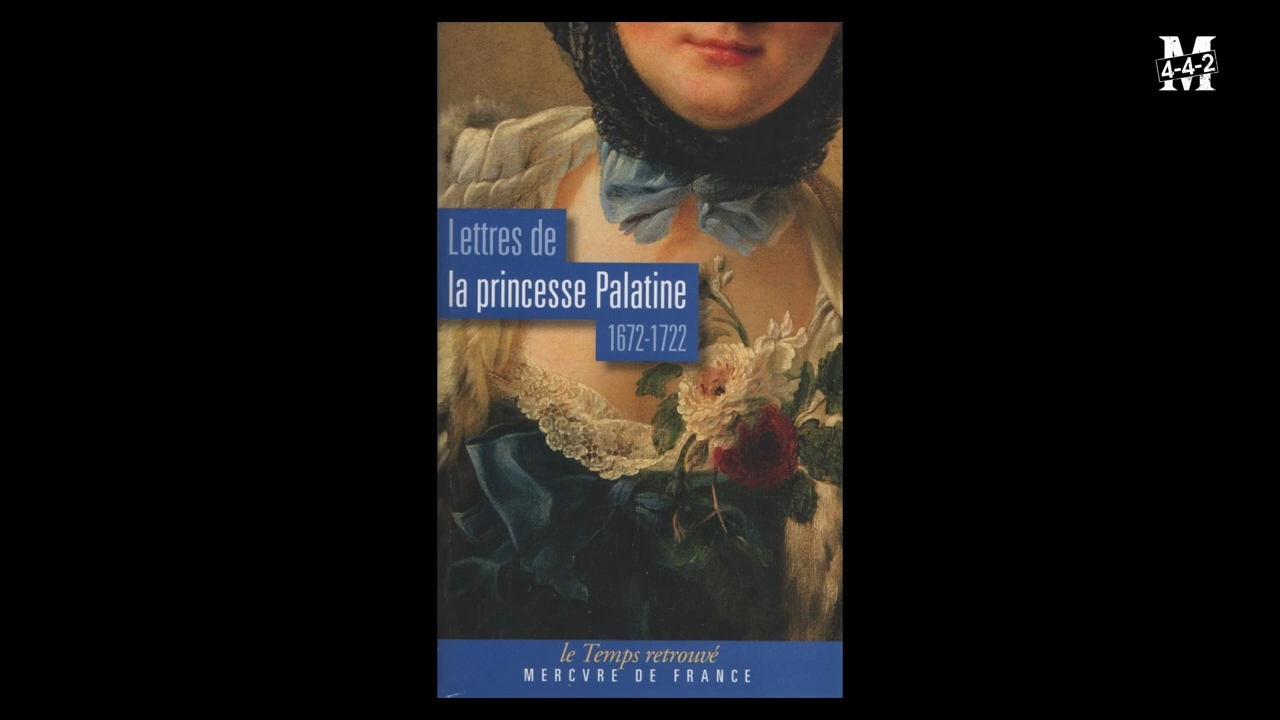 M
4-4-2
Lettres de
la princesse Palatine
1672-1722
le Temps retrouvé
MERCVRE DE FRANCE